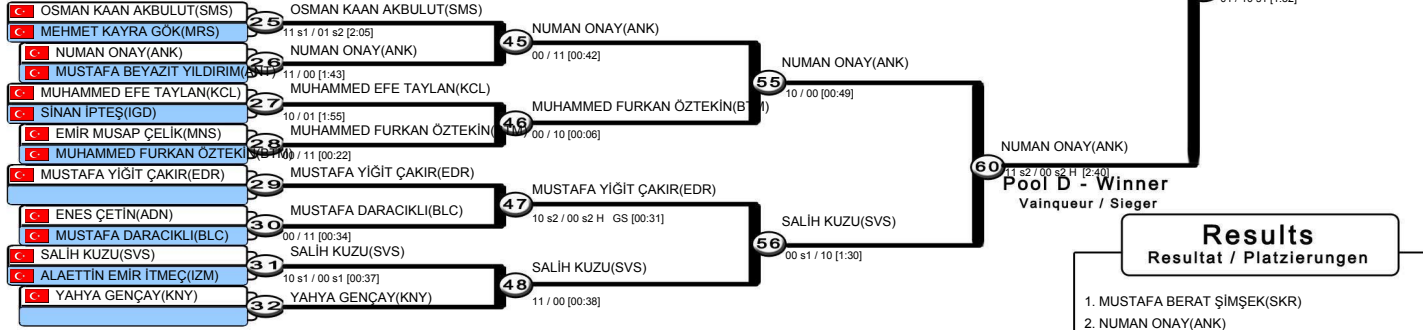 OSMAN KAAN AKBULUT(SMS)
MEHMET KAYRA GÖK(MRS)
25
OSMAN KAAN AKBULUT(SMS)
11 s1 / 01 s2 [2:05]
NUMAN ONAY(ANK)
MUSTAFA BEYAZIT YILDIRIM(ANT)
26
NUMAN ONAY(ANK)
11 / 00 [1:43]
MUHAMMED EFE TAYLAN(KCL)
SİNAN İPTEŞ(IGD)
27
MUHAMMED EFE TAYLAN(KCL)
10 / 01 [1:55]
EMİR MUSAP ÇELİK(MNS)
MUHAMMED FURKAN ÖZTEKİN(BTM)
28
MUHAMMED FURKAN ÖZTEKİN(BTM)
00 / 11 [00:22]
MUSTAFA YİĞİT ÇAKIR(EDR)
29
MUSTAFA YİĞİT ÇAKIR(EDR)
ENES ÇETİN(ADN)
MUSTAFA DARACIKLI(BLC)
30
MUSTAFA DARACIKLI(BLC)
00 / 11 [00:34]
SALİH KUZU(SVS)
ALAETTİN EMİR İTMEÇ(IZM)
31
SALİH KUZU(SVS)
10 s1 / 00 s1 [00:37]
YAHYA GENÇAY(KNY)
32
YAHYA GENÇAY(KNY)
45
NUMAN ONAY(ANK)
00 / 11 [00:42]
46
MUHAMMED FURKAN ÖZTEKİN(BTM)
00 / 10 [00:06]
47
MUSTAFA YİĞİT ÇAKIR(EDR)
10 s2 / 00 s2 H GS [00:31]
48
SALİH KUZU(SVS)
11 / 00 [00:38]
55
NUMAN ONAY(ANK)
10 / 00 [00:49]
56
SALİH KUZU(SVS)
00 s1 / 10 [1:30]
60
NUMAN ONAY(ANK)
11 s2 / 00 s2 H [2:40]
Pool D - Winner
Vainqueur / Sieger
Results
Resultat / Platzierungen
1. MUSTAFA BERAT ŞİMŞEK(SKR)
2. NUMAN ONAY(ANK)